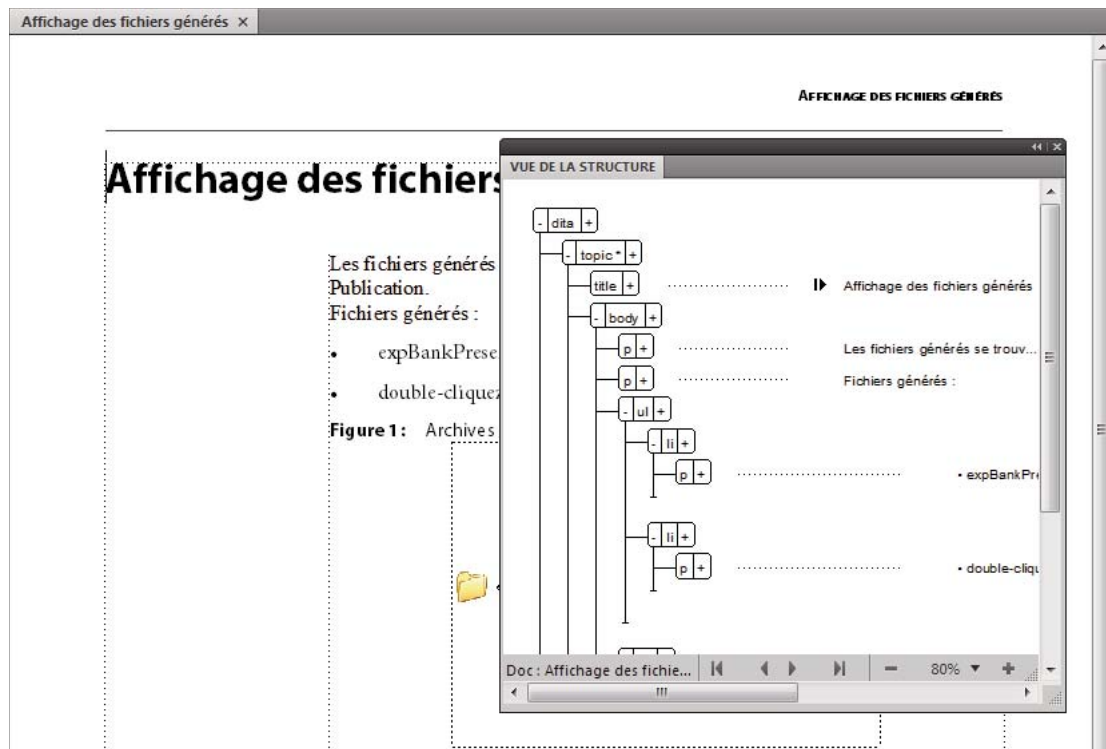 Affichage des fichiers générés ×
AFFICHAGE DES FICHIERS GÉNÉRÉS
Affichage des fichiers
Les fichiers générés
Publication.
Fichiers générés :
• expBankPrese
• double-cliquez
Figure 1: Archives
VUE DE LA STRUCTURE
- dita +
- topic * +
title + Affichage des fichiers générés
- body +
p + Les fichiers générés se trouv...
p + Fichiers générés :
- ul +
- li +
p + • expBankPre
- li +
p + • double-cliqu
Doc : Affichage des fichie... 80%